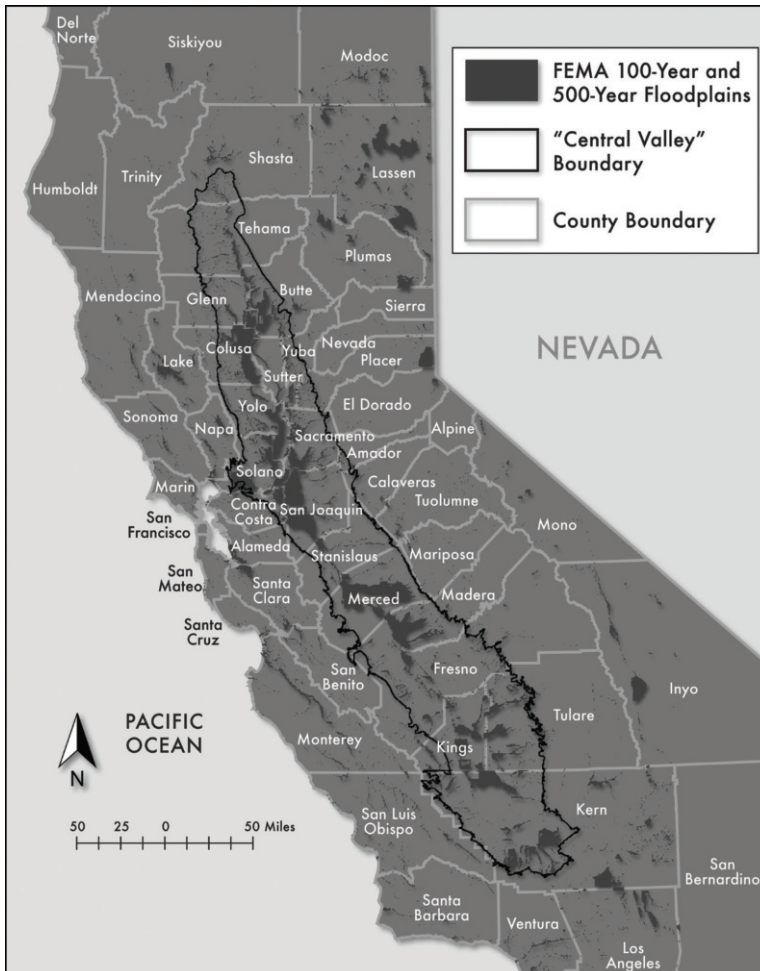 Del
Norte
Siskiyou
Modoc
Humboldt
Trinity
Shasta
Lassen
Tehama
Plumas
Mendocino
Glenn
Butte
Sierra
Lake
Colusa
Yuba
Nevada
Placer
Sutter
Sonoma
Napa
Yolo
El Dorado
Sacramento
Alpine
Amador
Marin
Solano
Calaveras
Tuolumne
San
Francisco
Contra
Costa
San Joaquin
Mono
Alameda
Stanislaus
Mariposa
San
Mateo
Santa
Clara
Merced
Madera
Santa
Cruz
San
Benito
Fresno
Inyo
Monterey
Kings
Tulare
San Luis
Obispo
Kern
San
Bernardino
Santa
Barbara
Ventura
Los
Angeles
FEMA 100-Year and
500-Year Floodplains
“Central Valley”
Boundary
County Boundary
NEVADA
PACIFIC
OCEAN
N
50 25 0 50 Miles